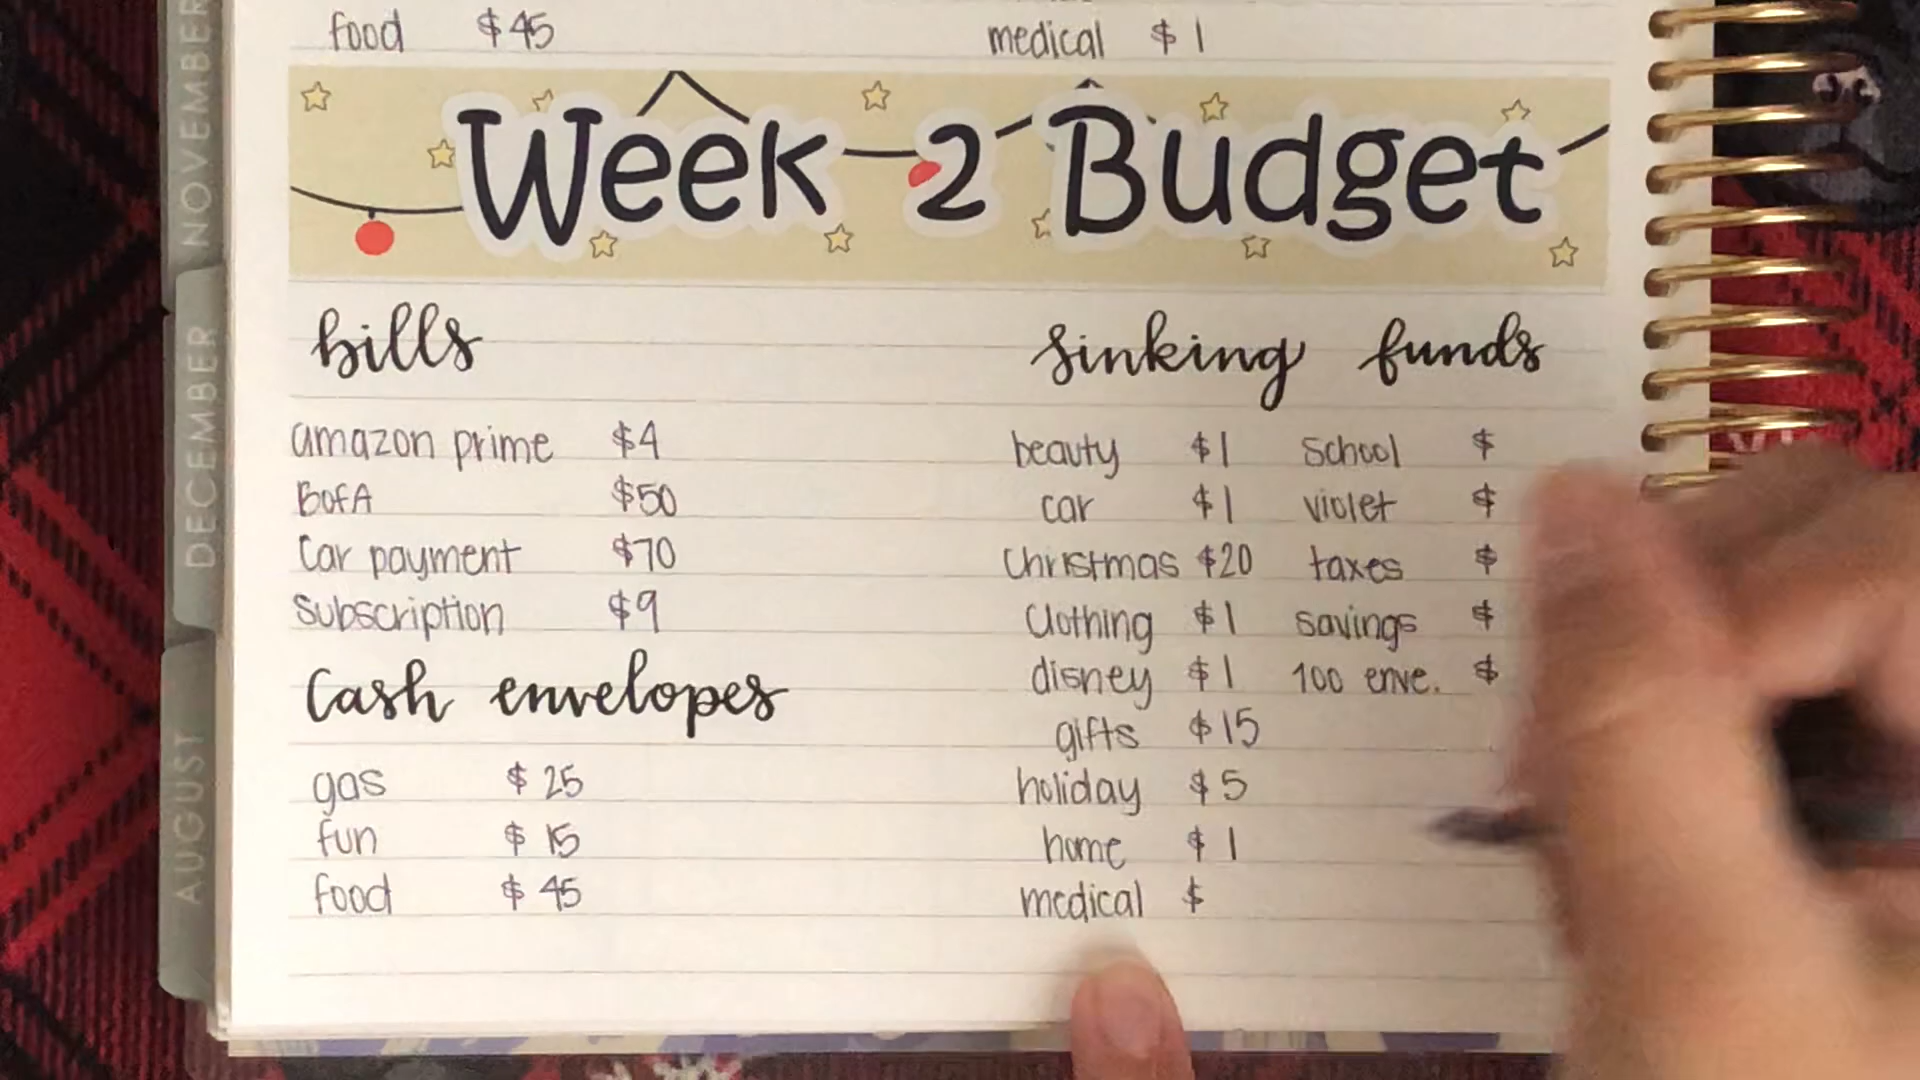 food $45
medical $1
Week 2 Budget
bills
amazon prime $4
BofA $50
Car payment $70
Subscription $9
Cash envelopes
gas $25
fun $15
food $45
sinking funds
beauty $1 school $
car $1 violet $
Christmas $20 taxes $
Clothing $1 savings $
disney $1 100 enve. $
gifts $15
holiday $5
home $1
medical $
NOVEMBER
DECEMBER
AUGUST